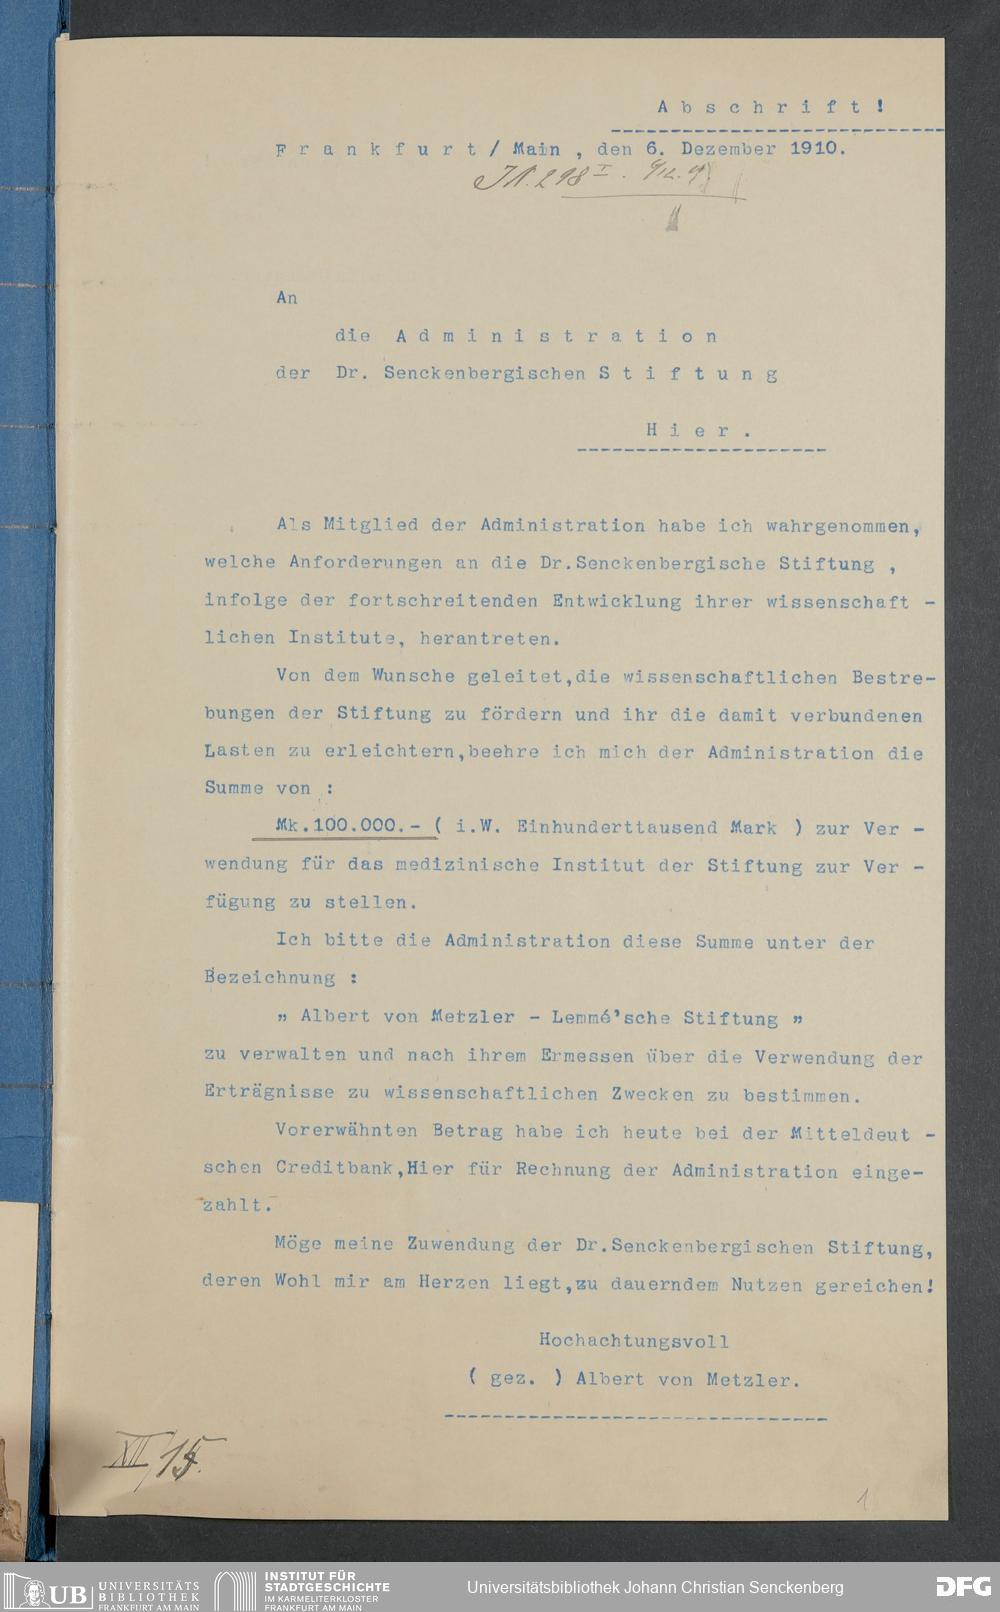 Abschrift!
Frankfurt/ Main , den 6. Dezember 1910.
An
die Administration
der Dr. Senckenbergischen Stiftung
Hier.
Als Mitglied der Administration habe ich wahrgenommen,
welche Anforderungen an die Dr.Senckenbergische Stiftung ,
infolge der fortschreitenden Entwicklung ihrer wissenschaft -
lichen Institute, herantreten.
Von dem Wunsche geleitet,die wissenschaftlichen Bestre-
bungen der Stiftung zu fördern und ihr die damit verbundenen
Lasten zu erleichtern,beehre ich mich der Administration die
Summe von :
Mk.100.000.- ( i.W. Einhunderttausend Mark ) zur Ver -
wendung für das medizinische Institut der Stiftung zur Ver -
fügung zu stellen.
Ich bitte die Administration diese Summe unter der
Bezeichnung :
„ Albert von Metzler - Lemmé'sche Stiftung „
zu verwalten und nach ihrem Ermessen über die Verwendung der
Erträgnisse zu wissenschaftlichen Zwecken zu bestimmen.
Vorerwähnten Betrag habe ich heute bei der Mitteldeut -
schen Creditbank,Hier für Rechnung der Administration einge-
zahlt.
Möge meine Zuwendung der Dr.Senckenbergischen Stiftung,
deren Wohl mir am Herzen liegt,zu dauerndem Nutzen gereichen!
Hochachtungsvoll
( gez. ) Albert von Metzler.
XII/15.
1
UB UNIVERSITÄTS
BIBLIOTHEK
FRANKFURT AM MAIN
INSTITUT FÜR
STADTGESCHICHTE
IM KARMELITERKLOSTER
FRANKFURT AM MAIN
Universitätsbibliothek Johann Christian Senckenberg
DFG